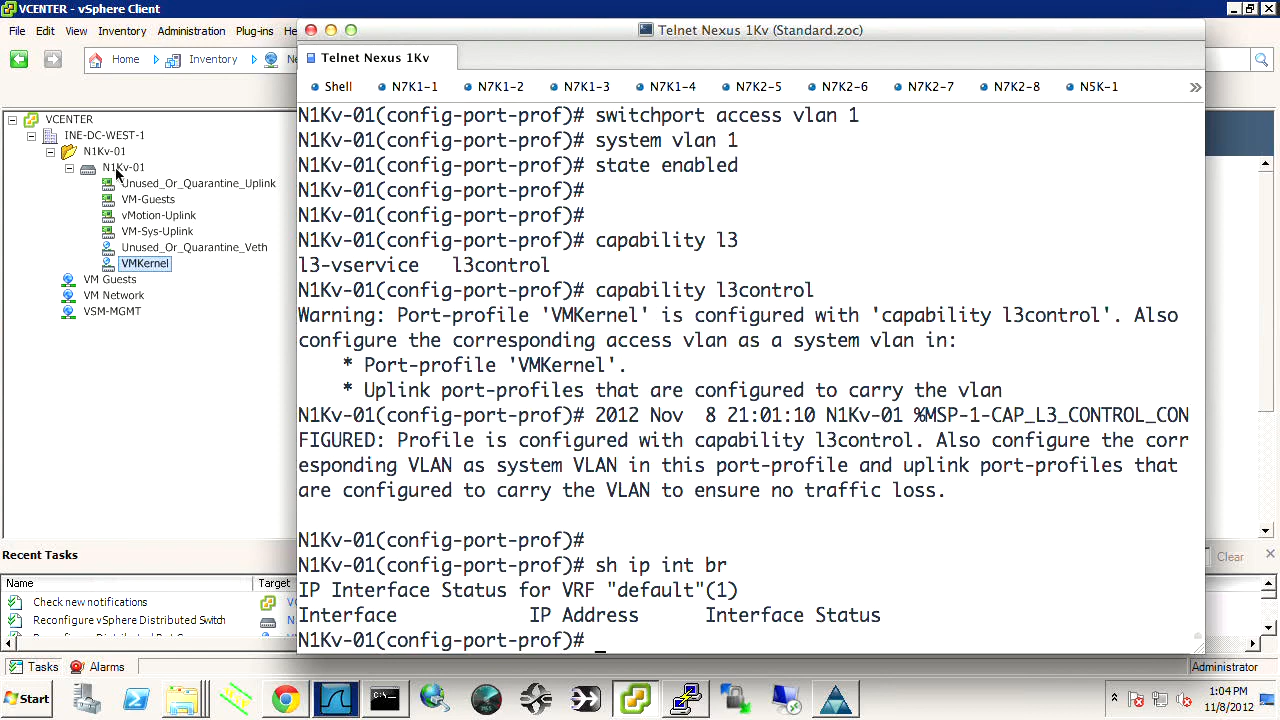 VCENTER - vSphere Client
File Edit View Inventory Administration Plug-ins He
Home Inventory Ne
VCENTER
INE-DC-WEST-1
N1Kv-01
N1Kv-01
Unused_Or_Quarantine_Uplink
VM-Guests
vMotion-Uplink
VM-Sys-Uplink
Unused_Or_Quarantine_Veth
VMKernel
VM Guests
VM Network
VSM-MGMT
Telnet Nexus 1Kv (Standard.zoc)
Telnet Nexus 1Kv
Shell N7K1-1 N7K1-2 N7K1-3 N7K1-4 N7K2-5 N7K2-6 N7K2-7 N7K2-8 N5K-1 »
N1Kv-01(config-port-prof)# switchport access vlan 1
N1Kv-01(config-port-prof)# system vlan 1
N1Kv-01(config-port-prof)# state enabled
N1Kv-01(config-port-prof)#
N1Kv-01(config-port-prof)#
N1Kv-01(config-port-prof)# capability l3
l3-vservice l3control
N1Kv-01(config-port-prof)# capability l3control
Warning: Port-profile 'VMKernel' is configured with 'capability l3control'. Also
configure the corresponding access vlan as a system vlan in:
* Port-profile 'VMKernel'.
* Uplink port-profiles that are configured to carry the vlan
N1Kv-01(config-port-prof)# 2012 Nov 8 21:01:10 N1Kv-01 %MSP-1-CAP_L3_CONTROL_CON
FIGURED: Profile is configured with capability l3control. Also configure the corr
esponding VLAN as system VLAN in this port-profile and uplink port-profiles that
are configured to carry the VLAN to ensure no traffic loss.
N1Kv-01(config-port-prof)#
N1Kv-01(config-port-prof)# sh ip int br
IP Interface Status for VRF "default"(1)
Interface IP Address Interface Status
N1Kv-01(config-port-prof)# _
Recent Tasks
Clear
Name Target
Check new notifications
Reconfigure vSphere Distributed Switch
Tasks Alarms
Administrator
Start
1:04 PM
11/8/2012